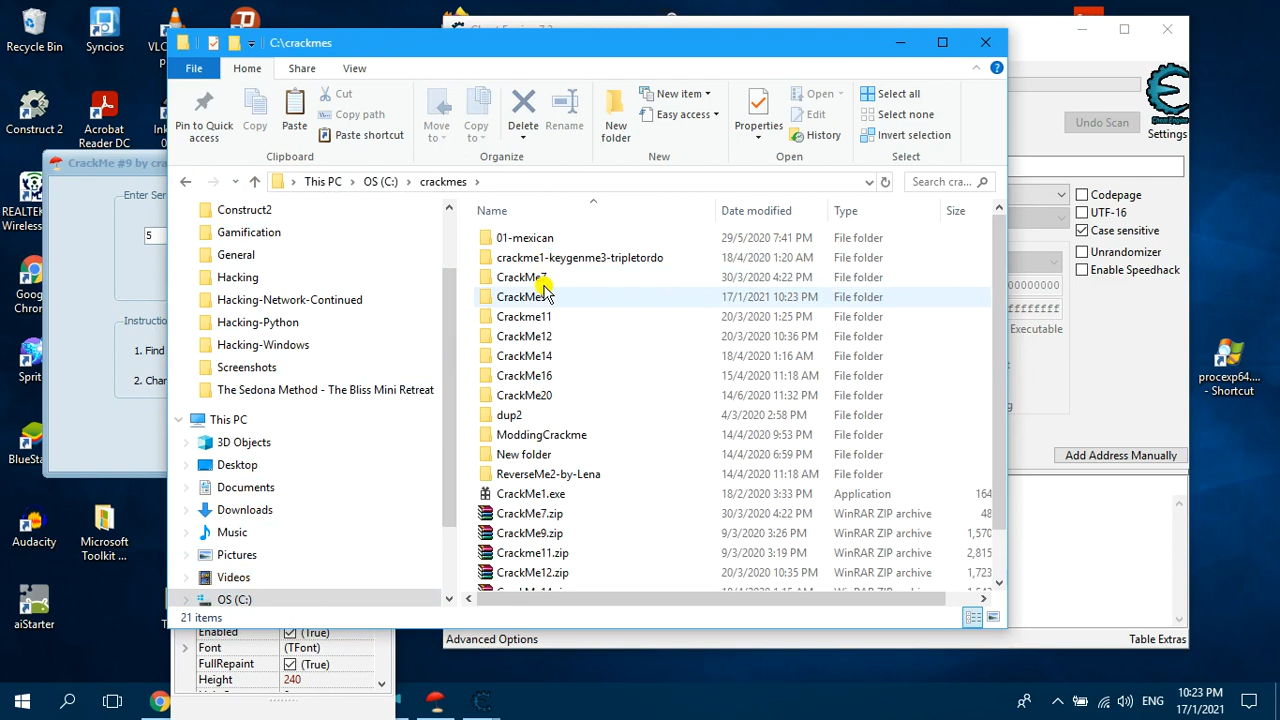 Recycle Bin
Syncios
Construct 2
Acrobat
Reader DC
Audacity
Microsoft
Toolkit ...
aiStarter
procexp64....
- Shortcut
C:\crackmes
File
Home
Share
View
Pin to Quick
access
Copy
Paste
Cut
Copy path
Paste shortcut
Clipboard
Move
to
Copy
to
Delete
Rename
Organize
New
folder
New item
Easy access
New
Properties
Open
Edit
History
Open
Select all
Select none
Invert selection
Select
This PC
OS (C:)
crackmes
Search cra...
Construct2
Gamification
General
Hacking
Hacking-Network-Continued
Hacking-Python
Hacking-Windows
Screenshots
The Sedona Method - The Bliss Mini Retreat
This PC
3D Objects
Desktop
Documents
Downloads
Music
Pictures
Videos
OS (C:)
Name Date modified Type Size
01-mexican 29/5/2020 7:41 PM File folder
crackme1-keygenme3-tripletordo 18/4/2020 1:20 AM File folder
CrackMe7 30/3/2020 4:22 PM File folder
CrackMe 17/1/2021 10:23 PM File folder
Crackme11 20/3/2020 1:25 PM File folder
CrackMe12 20/3/2020 10:36 PM File folder
CrackMe14 18/4/2020 1:16 AM File folder
CrackMe16 15/4/2020 11:18 AM File folder
CrackMe20 14/6/2020 11:32 PM File folder
dup2 4/3/2020 2:58 PM File folder
ModdingCrackme 14/4/2020 9:53 PM File folder
New folder 14/4/2020 6:59 PM File folder
ReverseMe2-by-Lena 14/4/2020 11:18 AM File folder
CrackMe1.exe 18/2/2020 3:33 PM Application 164
CrackMe7.zip 30/3/2020 4:22 PM WinRAR ZIP archive 48
CrackMe9.zip 9/3/2020 3:26 PM WinRAR ZIP archive 1,570
Crackme11.zip 9/3/2020 3:19 PM WinRAR ZIP archive 2,815
CrackMe12.zip 20/3/2020 10:35 PM WinRAR ZIP archive 1,723
21 items
CrackMe #9 by cra
Enter Ser
5
Instructio
1. Find
2. Char
Undo Scan
Settings
Codepage
UTF-16
Case sensitive
Unrandomizer
Enable Speedhack
00000000
ffffffff
Executable
Add Address Manually
Advanced Options
Table Extras
Enabled (True)
Font (TFont)
FullRepaint (True)
Height 240
ENG
10:23 PM
17/1/2021